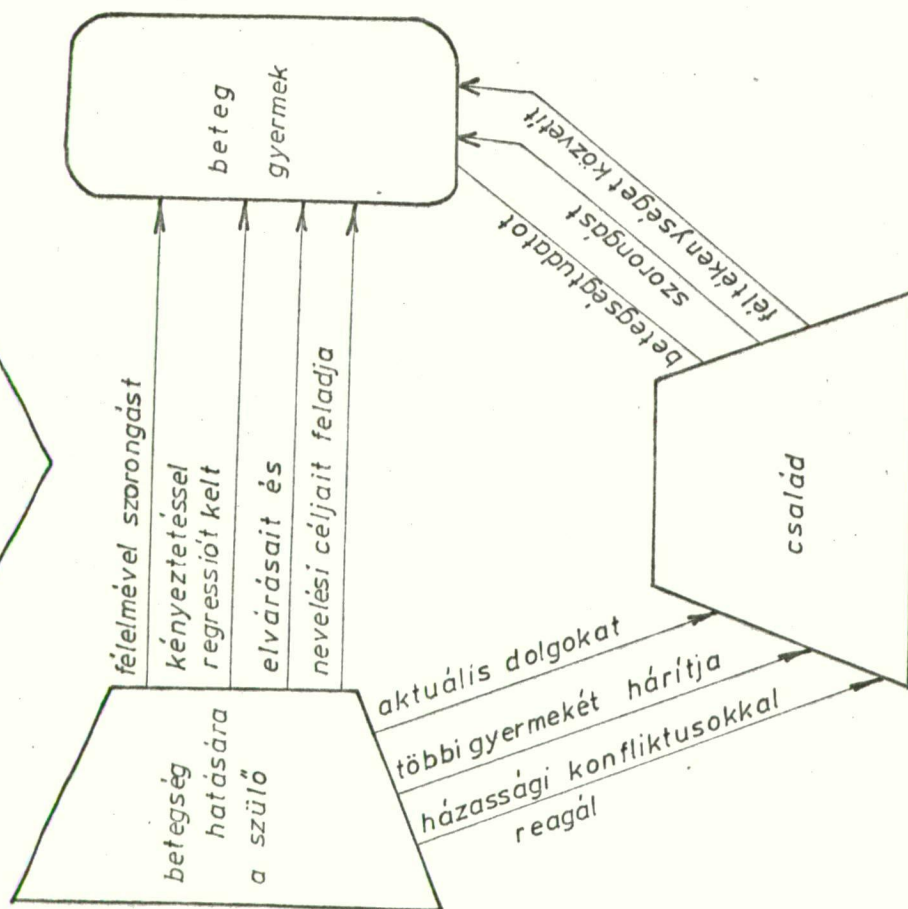 beteg
gyermek
félelmével szorongást
kényeztetéssel
regressiót kelt
elvárásait és
nevelési céljait feladja
betegség
hatására
a szülő
aktuális dolgokat
többi gyermekét hárítja
házassági konfliktusokkal
reagál
betegségtudatot
szorongást
féltékenységet közvetít
család